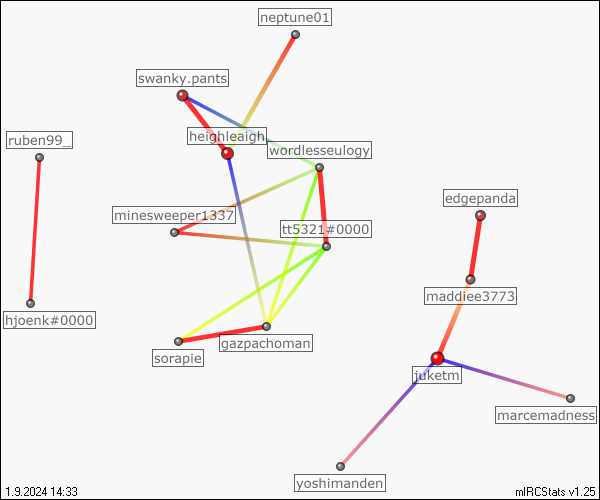 neptune01
swanky.pants
heighleaigh
wordlesseulogy
ruben99_
edgepanda
minesweeper1337
tt5321#0000
maddiee3773
hjoenk#0000
gazpachoman
sorapie
juketm
marcemadness
yoshimanden
1.9.2024 14:33
mIRCStats v1.25